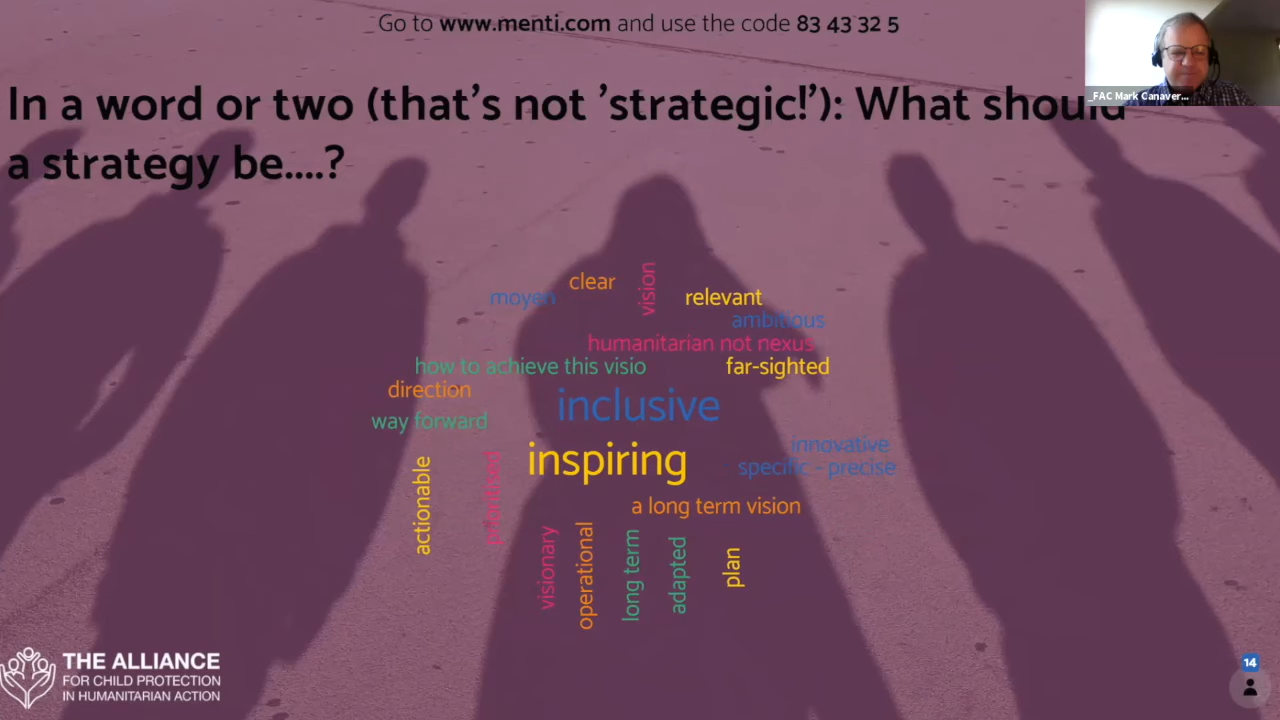 Go to www.menti.com and use the code 83 43 32 5
_FAC Mark Canaver...
In a word or two (that's not 'strategic!'): What should
a strategy be....?
clear
vision
moyen
relevant
ambitious
humanitarian not nexus
how to achieve this visio
far-sighted
direction
inclusive
way forward
innovative
inspiring
specific - precise
actionable
prioritised
a long term vision
visionary
operational
long term
adapted
plan
THE ALLIANCE
FOR CHILD PROTECTION
IN HUMANITARIAN ACTION
14